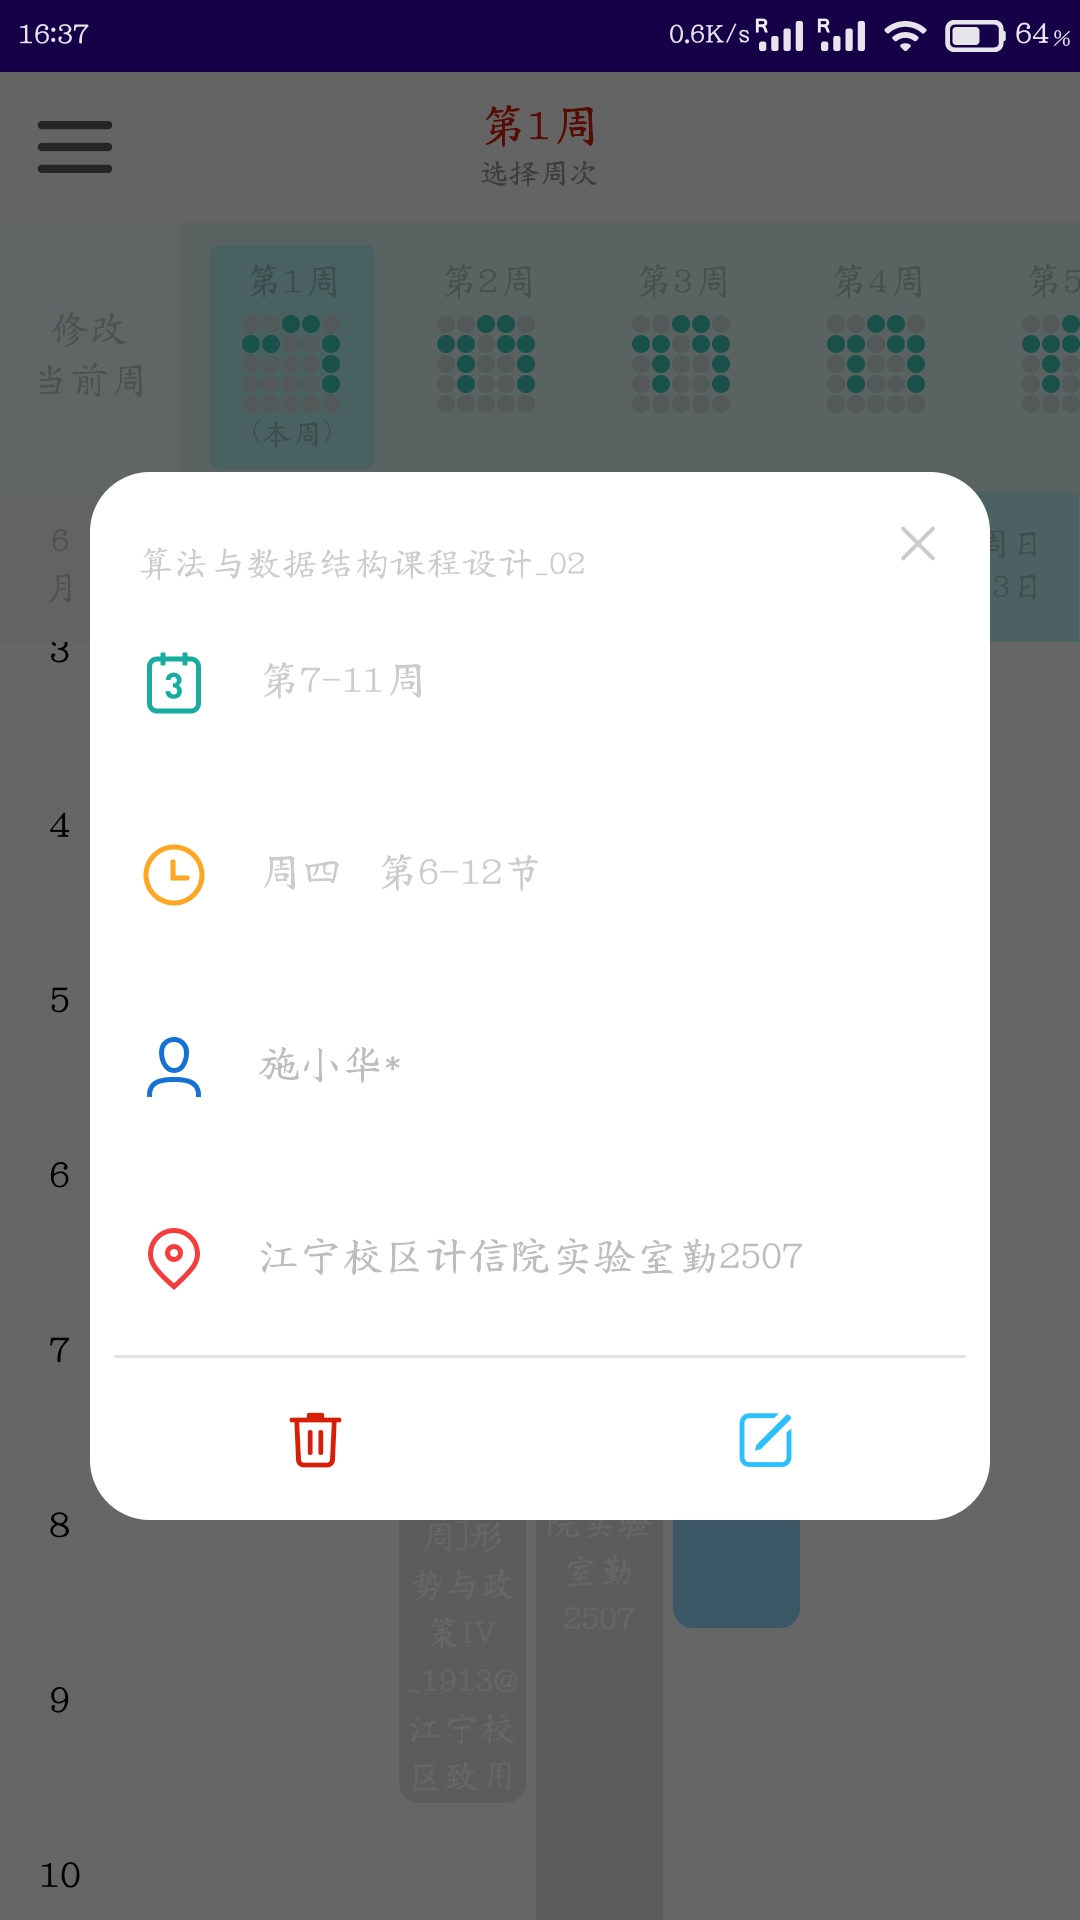 16:37
0.6K/s R R 64%
第1周
选择周次
第1周 第2周 第3周 第4周 第5
修改
当前周
(本周)
6
月
周日
3日
算法与数据结构课程设计_02
3
第7-11周
3
4
周四 第6-12节
5
施小华*
6
江宁校区计信院实验室勤2507
7
8
周]形
势与政
策IV
_1913@
江宁校
区致用
院实验
室勤
2507
9
10